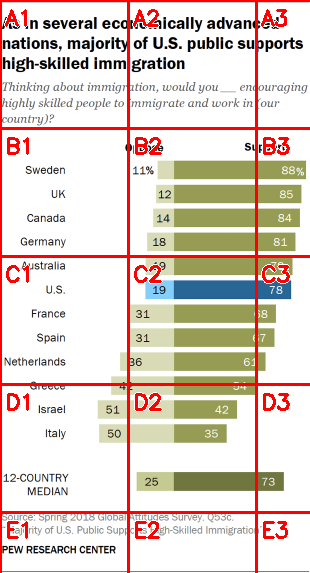 As in several economically advanced
nations, majority of U.S. public supports
high-skilled immigration
Thinking about immigration, would you __ encouraging
highly skilled people to immigrate and work in (our
country)?
Oppose Support
Sweden 11% 88%
UK 12 85
Canada 14 84
Germany 18 81
Australia 19 79
U.S. 19 78
France 31 68
Spain 31 67
Netherlands 36 61
Greece 42 54
Israel 51 42
Italy 50 35
12-COUNTRY
MEDIAN 25 73
Source: Spring 2018 Global Attitudes Survey. Q53c.
"Majority of U.S. Public Supports High-Skilled Immigration"
PEW RESEARCH CENTER
A1 A2 A3
B1 B2 B3
C1 C2 C3
D1 D2 D3
E1 E2 E3